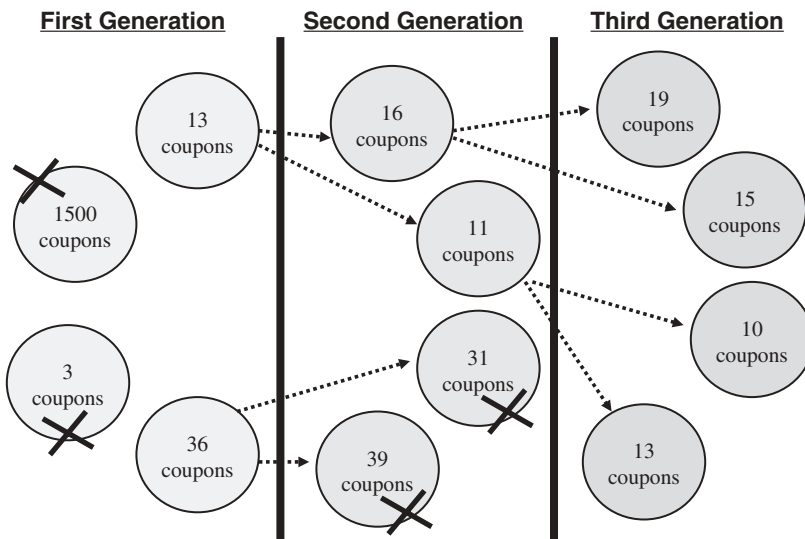 First Generation
Second Generation
Third Generation
13
coupons
1500
coupons
3
coupons
36
coupons
16
coupons
11
coupons
31
coupons
39
coupons
19
coupons
15
coupons
10
coupons
13
coupons